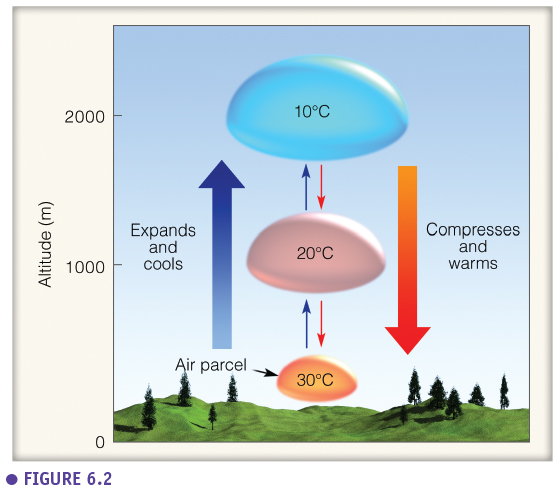 10°C
2000
Expands
and
cools
Compresses
and
warms
20°C
1000
Altitude (m)
Air parcel
30°C
0
● FIGURE 6.2